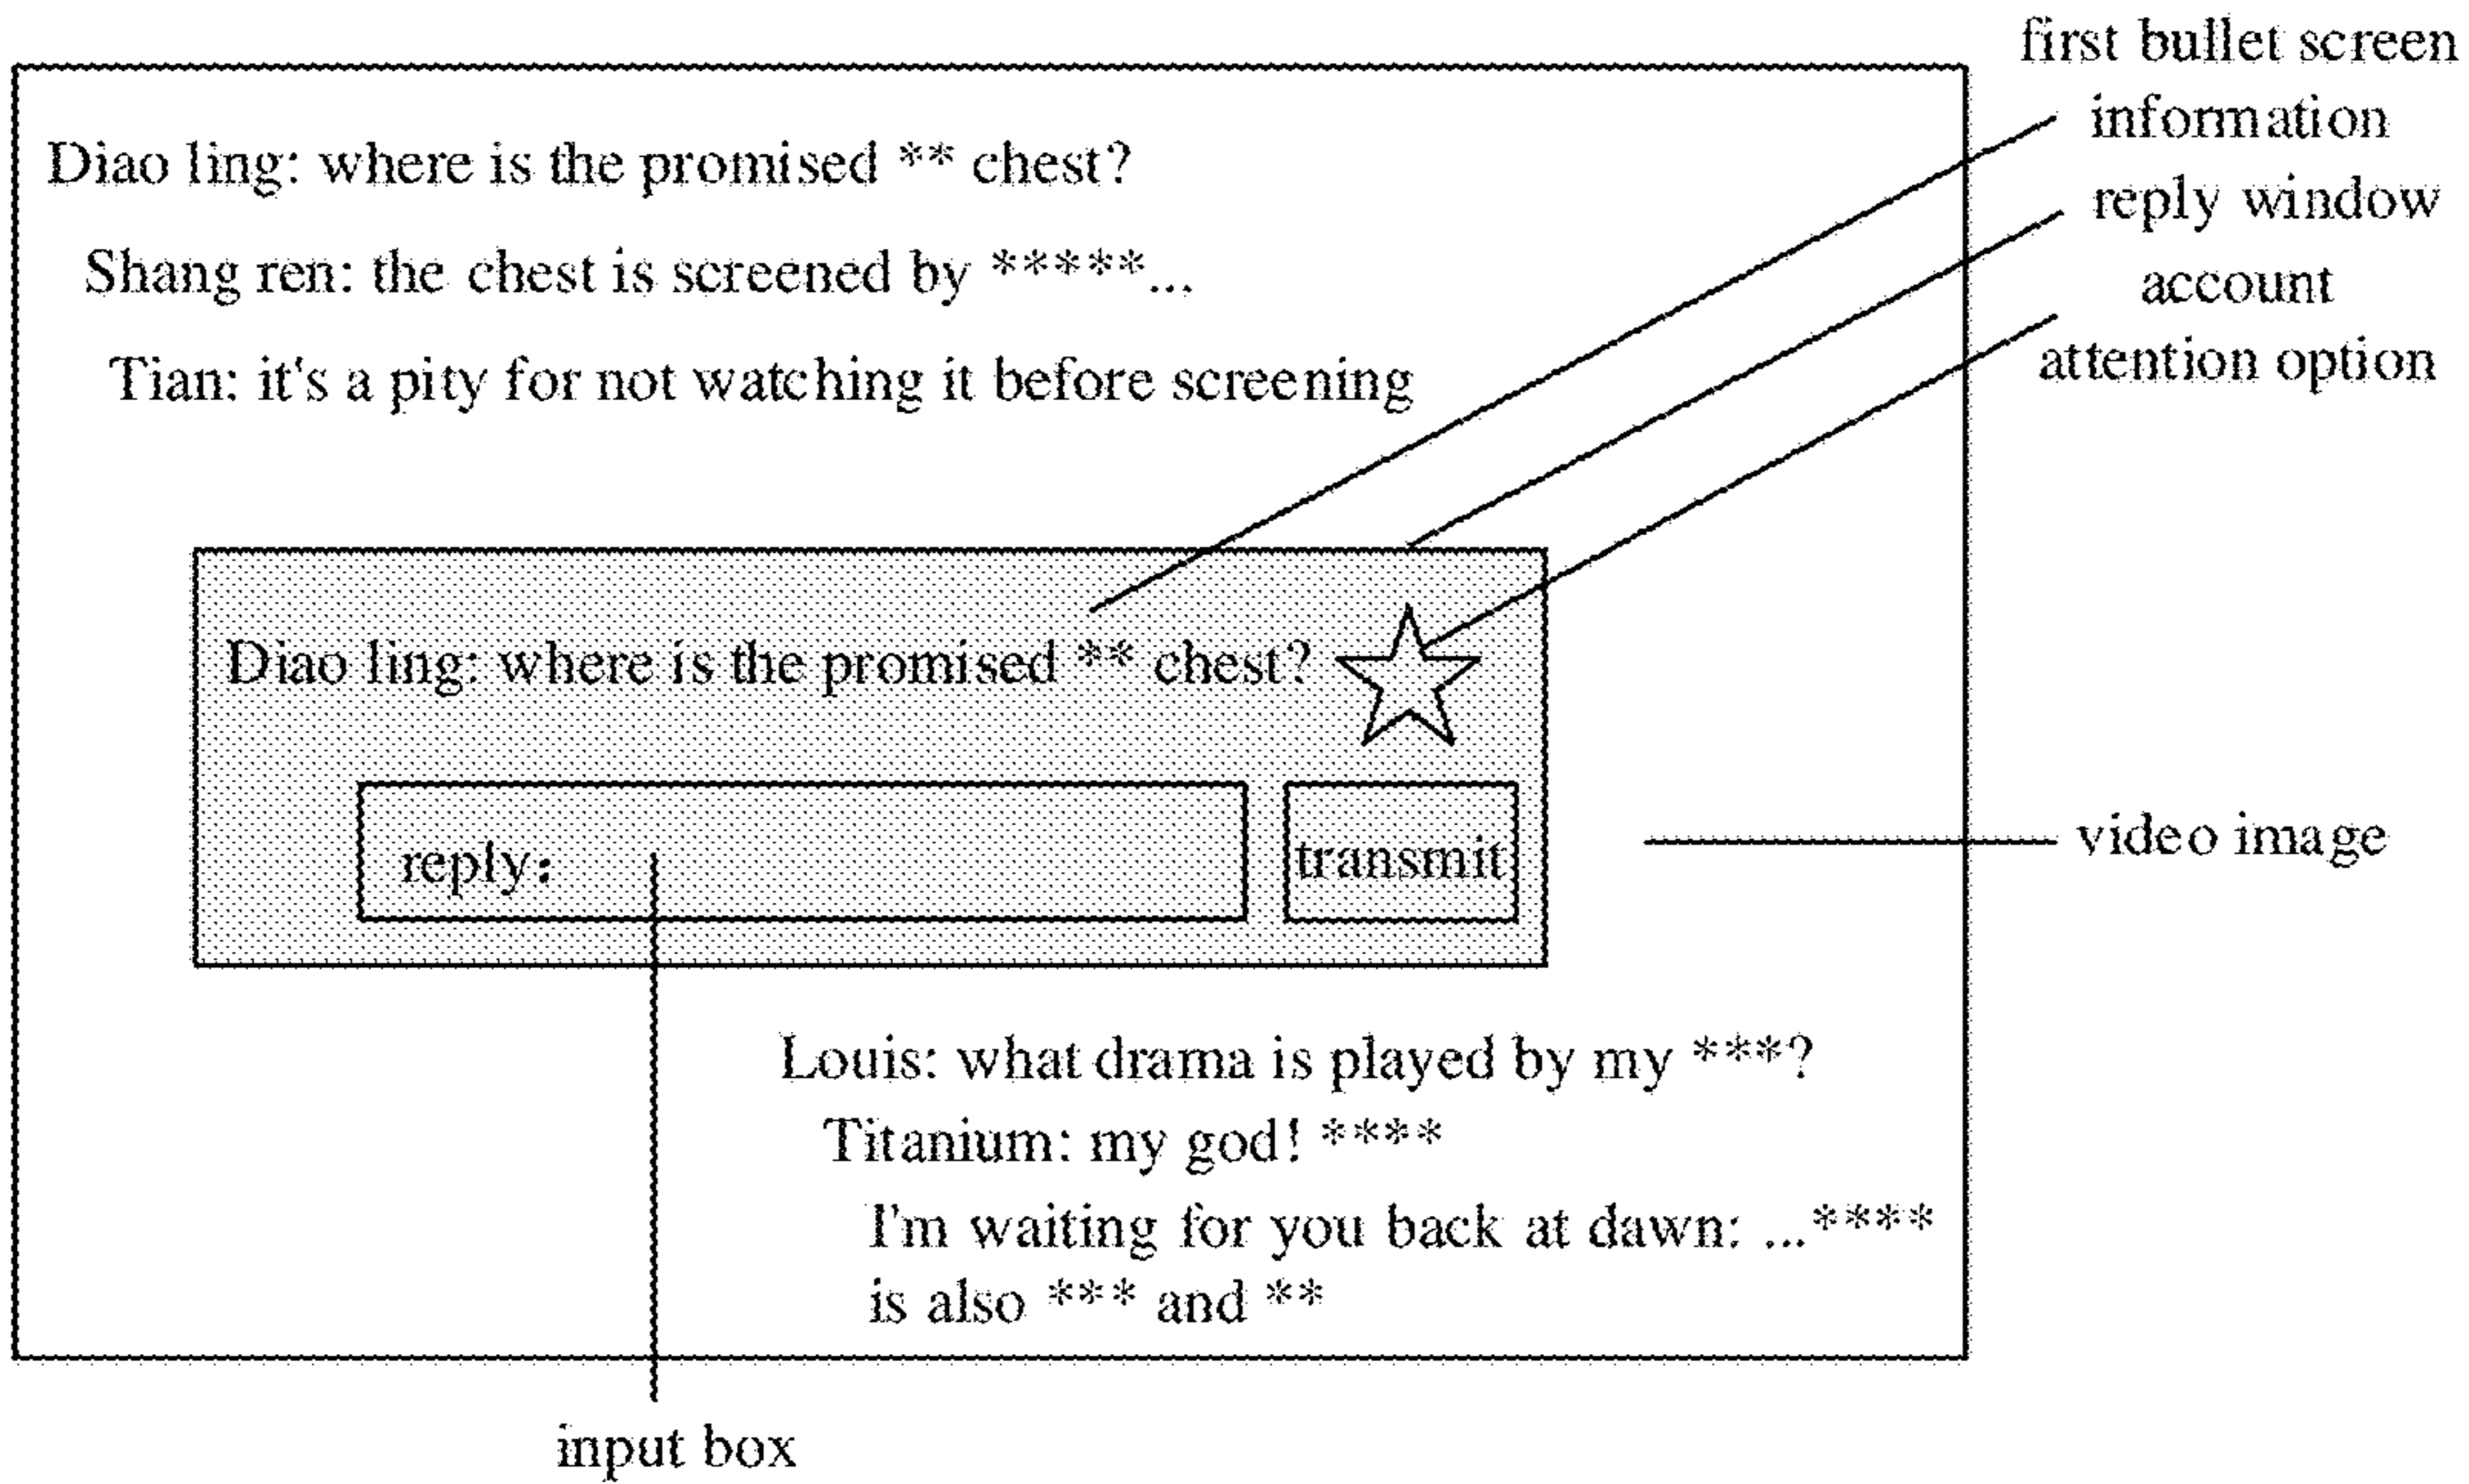 first bullet screen
information
reply window
account
attention option
Diao ling: where is the promised ** chest?
Shang ren: the chest is screened by *****...
Tian: it's a pity for not watching it before screening
Diao ling: where is the promised ** chest?
reply:
transmit
video image
Louis: what drama is played by my ***?
Titanium: my god! ****
I'm waiting for you back at dawn: ...****
is also *** and **
input box